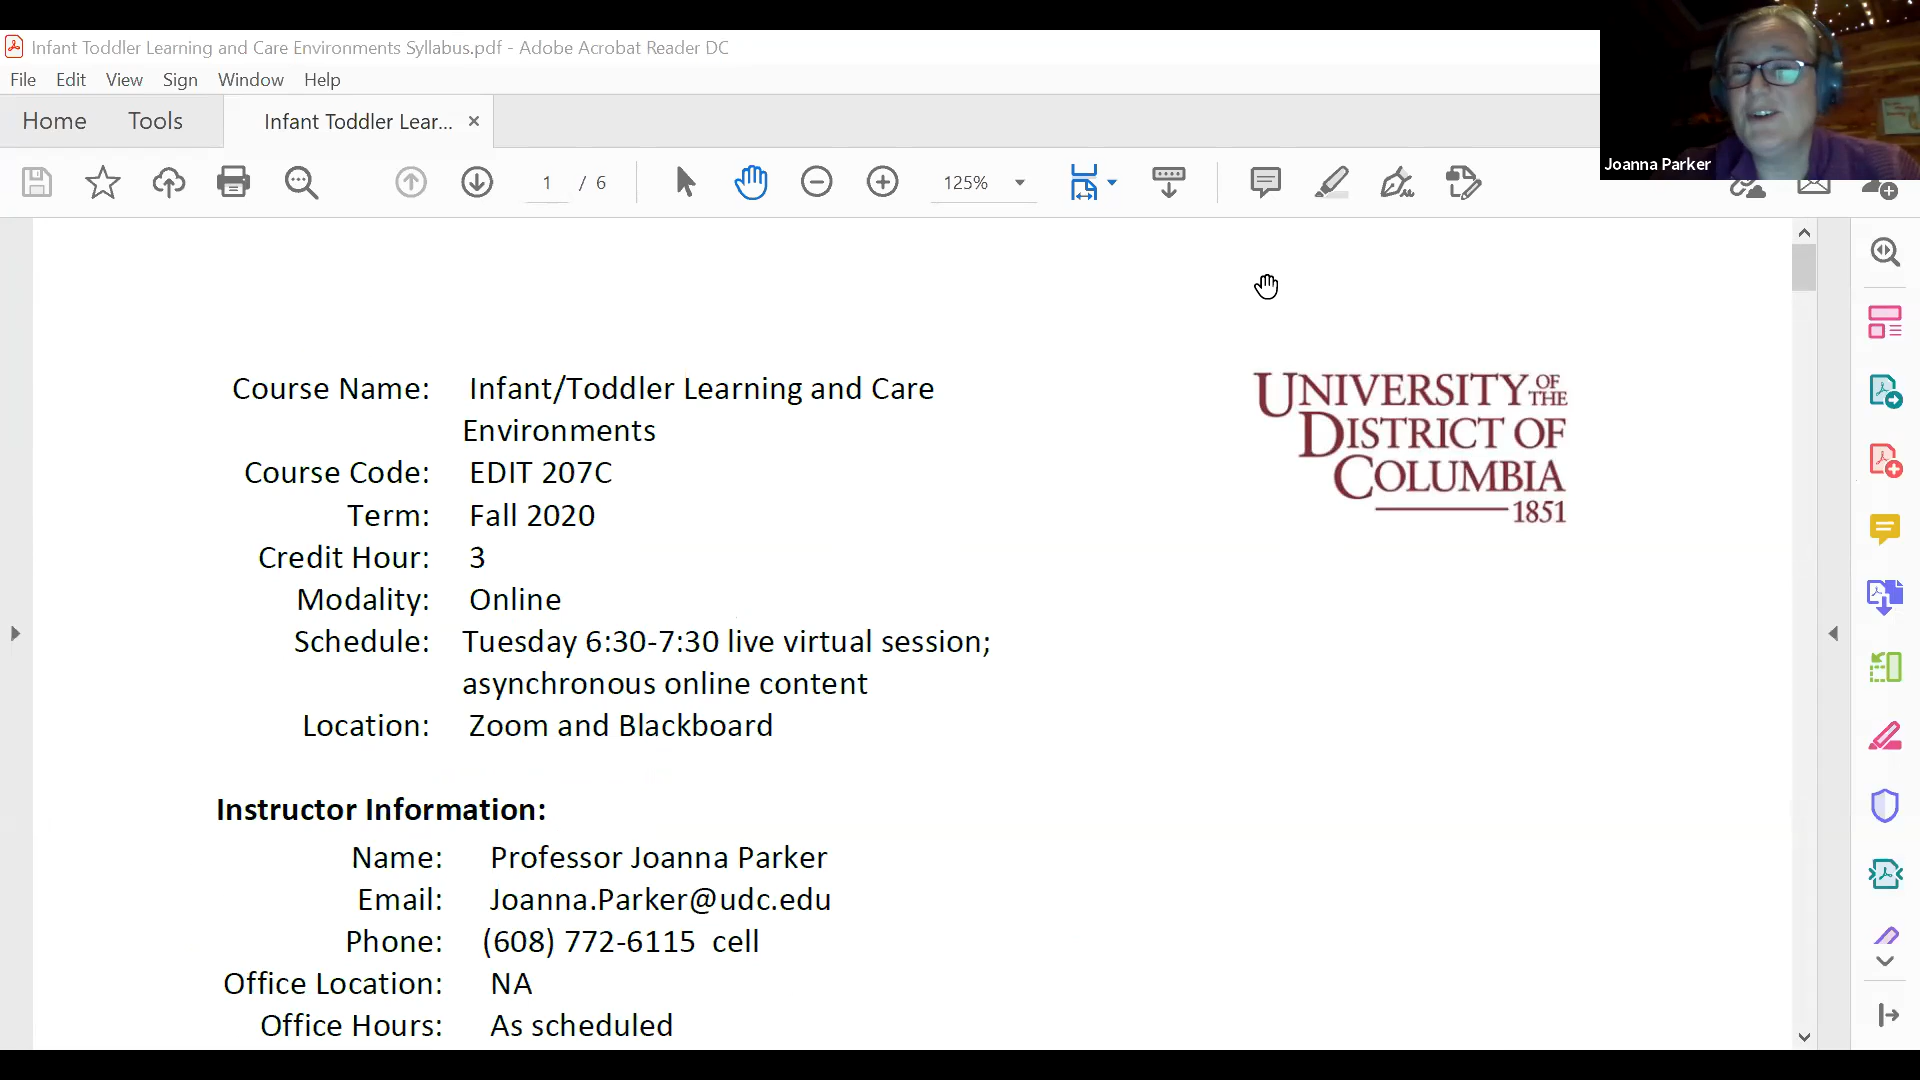 Infant Toddler Learning and Care Environments Syllabus.pdf - Adobe Acrobat Reader DC
File Edit View Sign Window Help
Home Tools Infant Toddler Lear... ×
1 / 6 125%
Joanna Parker
Course Name: Infant/Toddler Learning and Care
Environments
Course Code: EDIT 207C
Term: Fall 2020
Credit Hour: 3
Modality: Online
Schedule: Tuesday 6:30-7:30 live virtual session;
asynchronous online content
Location: Zoom and Blackboard
UNIVERSITY OF THE
DISTRICT OF
COLUMBIA
1851
Instructor Information:
Name: Professor Joanna Parker
Email: Joanna.Parker@udc.edu
Phone: (608) 772-6115 cell
Office Location: NA
Office Hours: As scheduled